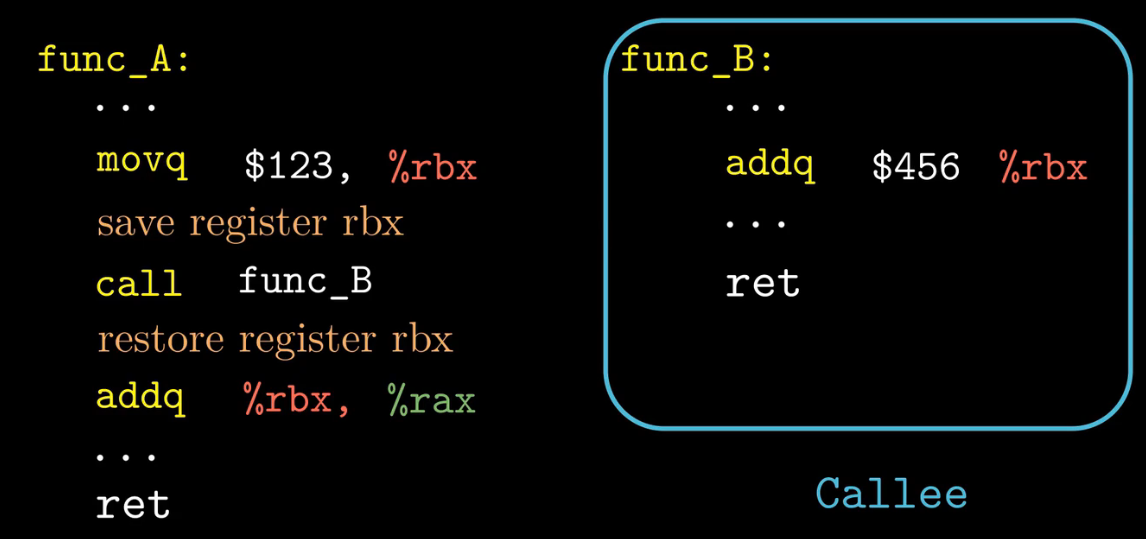 func_A:
...
movq $123, %rbx
save register rbx
call func_B
restore register rbx
addq %rbx, %rax
...
ret
func_B:
...
addq $456 %rbx
...
ret
Callee